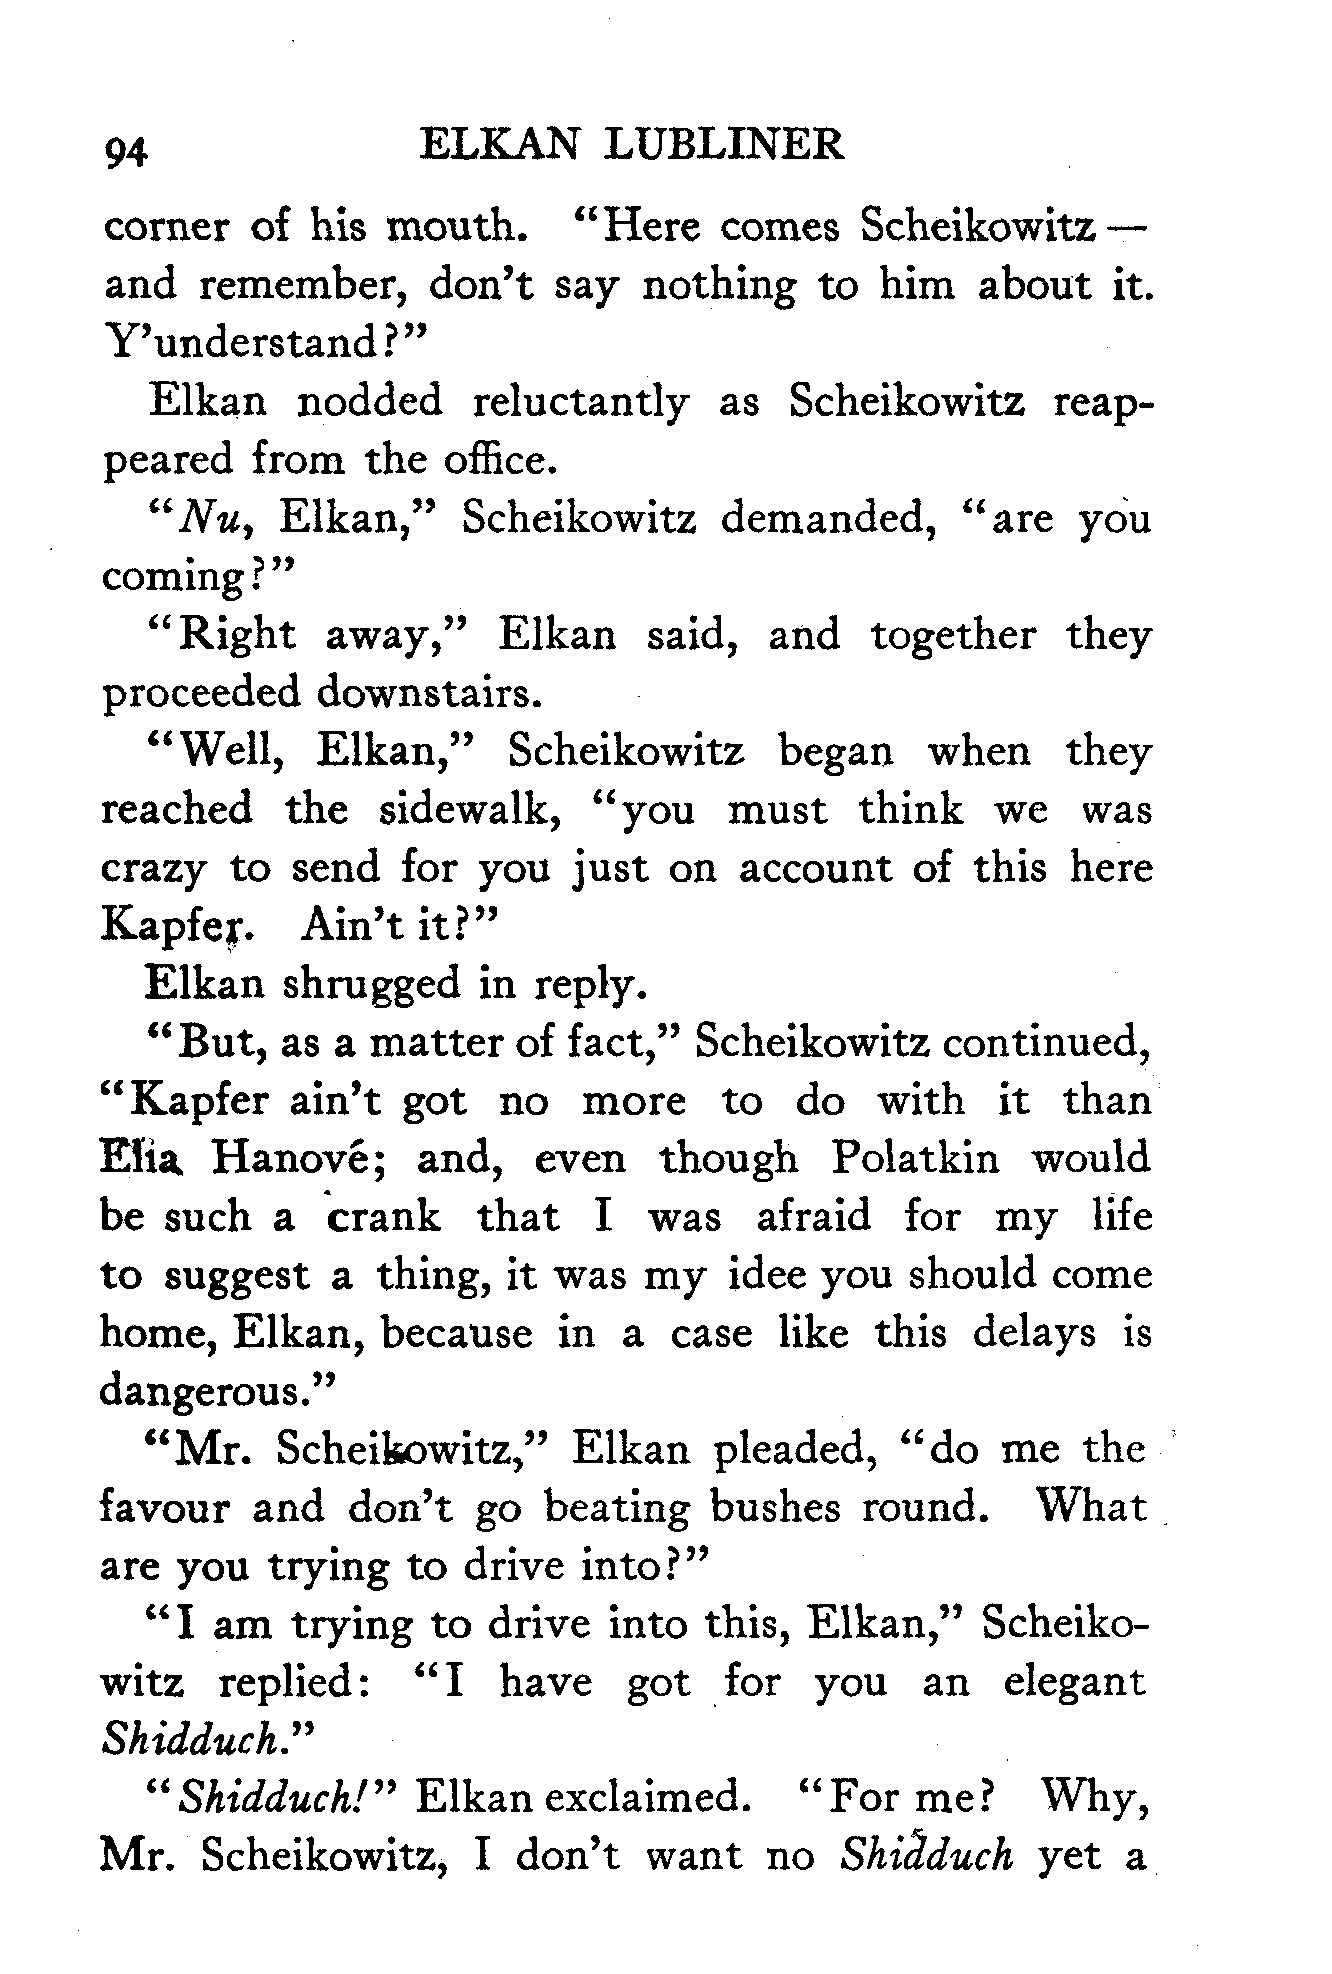 94 ELKAN LUBLINER
corner of his mouth. "Here comes Scheikowitz —
and remember, don't say nothing to him about it.
Y'understand?"
Elkan nodded reluctantly as Scheikowitz reap-
peared from the office.
"Nu, Elkan," Scheikowitz demanded, "are you
coming?"
"Right away," Elkan said, and together they
proceeded downstairs.
"Well, Elkan," Scheikowitz began when they
reached the sidewalk, "you must think we was
crazy to send for you just on account of this here
Kapfer. Ain't it?"
Elkan shrugged in reply.
"But, as a matter of fact," Scheikowitz continued,
"Kapfer ain't got no more to do with it than
Elia Hanové; and, even though Polatkin would
be such a crank that I was afraid for my life
to suggest a thing, it was my idee you should come
home, Elkan, because in a case like this delays is
dangerous."
"Mr. Scheikowitz," Elkan pleaded, "do me the
favour and don't go beating bushes round. What
are you trying to drive into?"
"I am trying to drive into this, Elkan," Scheiko-
witz replied: "I have got for you an elegant
Shidduch."
"Shidduch!" Elkan exclaimed. "For me? Why,
Mr. Scheikowitz, I don't want no Shidduch yet a